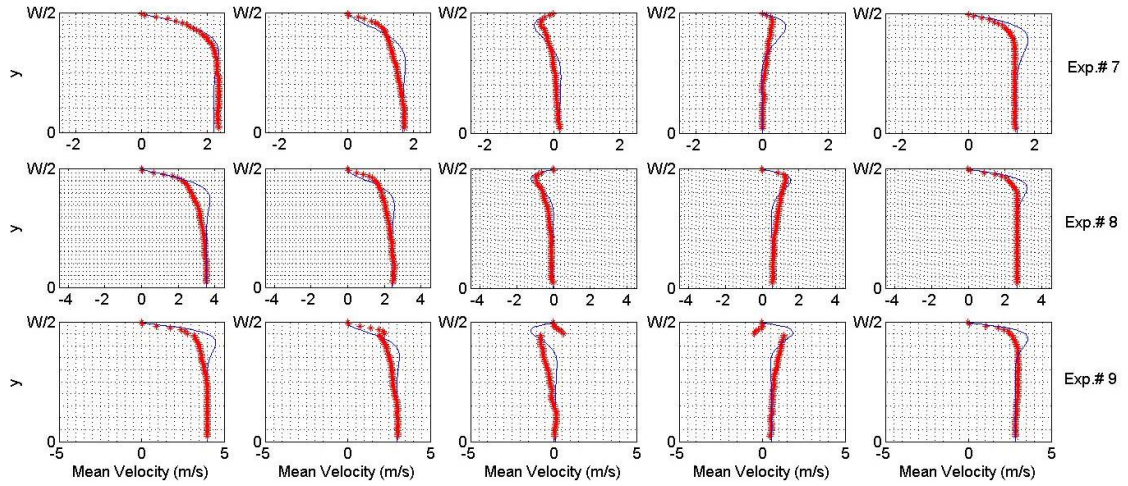 W/2 W/2 W/2 W/2 W/2
y Exp.# 7
0 0 0 0 0
-2 0 2 -2 0 2 -2 0 2 -2 0 2 -2 0 2
W/2 W/2 W/2 W/2 W/2
y Exp.# 8
0 0 0 0 0
-4 -2 0 2 4 -4 -2 0 2 4 -4 -2 0 2 4 -4 -2 0 2 4 -4 -2 0 2 4
W/2 W/2 W/2 W/2 W/2
y Exp.# 9
0 0 0 0 0
-5 0 5 -5 0 5 -5 0 5 -5 0 5 -5 0 5
Mean Velocity (m/s) Mean Velocity (m/s) Mean Velocity (m/s) Mean Velocity (m/s) Mean Velocity (m/s)